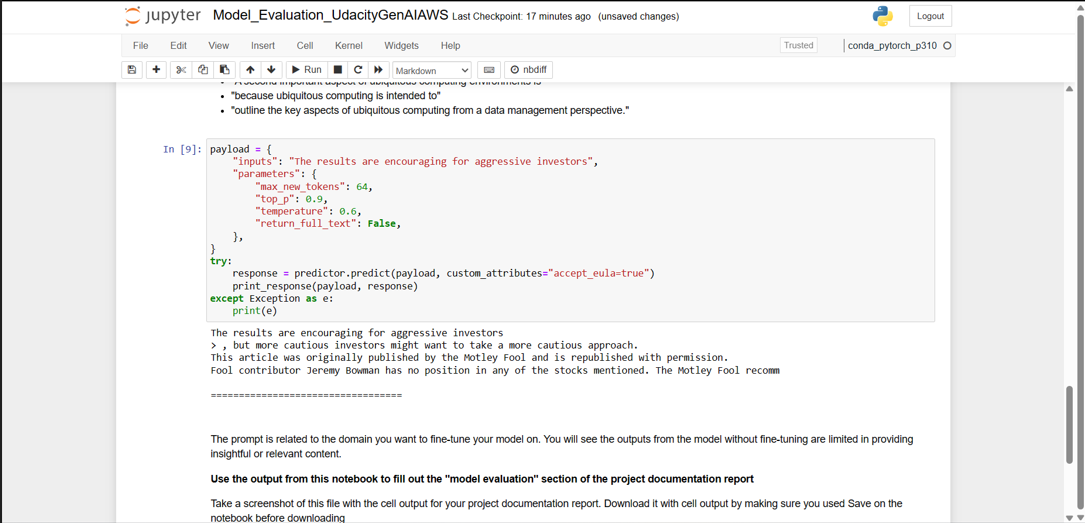 jupyter Model_Evaluation_UdacityGenAIAWS Last Checkpoint: 17 minutes ago (unsaved changes)
Logout
File Edit View Insert Cell Kernel Widgets Help
Trusted conda_pytorch_p310
Run Markdown nbdiff
"A second important aspect of ubiquitous computing environments is"
"because ubiquitous computing is intended to"
"outline the key aspects of ubiquitous computing from a data management perspective."
In [9]: payload = {
"inputs": "The results are encouraging for aggressive investors",
"parameters": {
"max_new_tokens": 64,
"top_p": 0.9,
"temperature": 0.6,
"return_full_text": False,
},
}
try:
response = predictor.predict(payload, custom_attributes="accept_eula=true")
print_response(payload, response)
except Exception as e:
print(e)
The results are encouraging for aggressive investors
> , but more cautious investors might want to take a more cautious approach.
This article was originally published by the Motley Fool and is republished with permission.
Fool contributor Jeremy Bowman has no position in any of the stocks mentioned. The Motley Fool recomm
==================================
The prompt is related to the domain you want to fine-tune your model on. You will see the outputs from the model without fine-tuning are limited in providing
insightful or relevant content.
Use the output from this notebook to fill out the "model evaluation" section of the project documentation report
Take a screenshot of this file with the cell output for your project documentation report. Download it with cell output by making sure you used Save on the
notebook before downloading